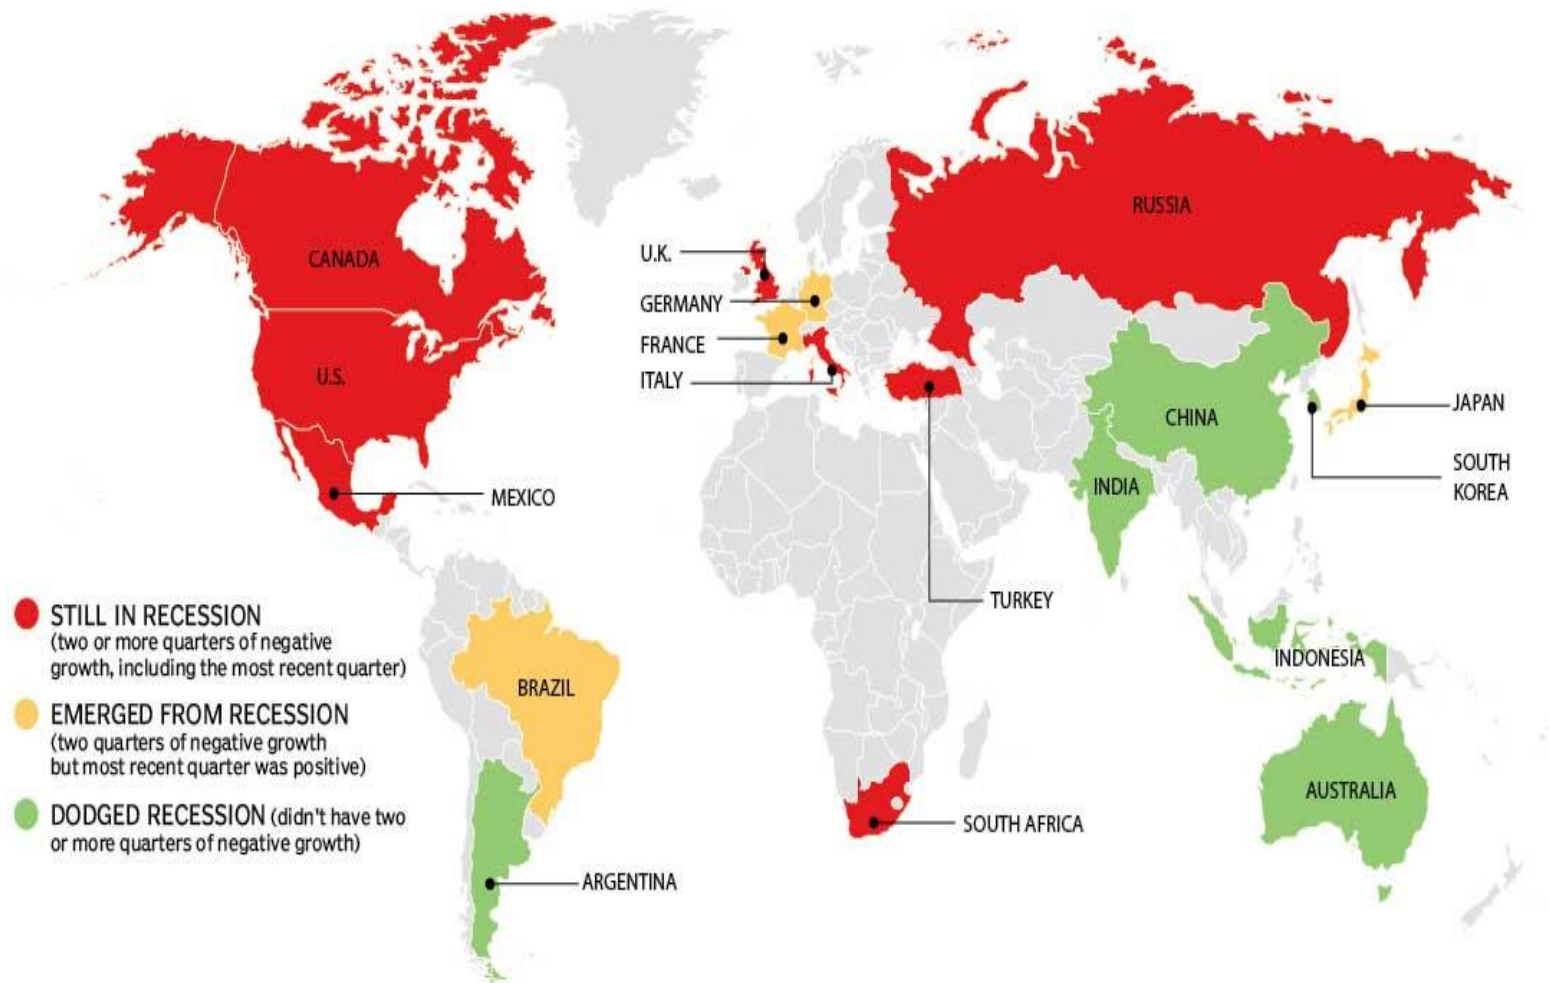 CANADA
U.S.
MEXICO
U.K.
GERMANY
FRANCE
ITALY
RUSSIA
CHINA
INDIA
JAPAN
SOUTH
KOREA
TURKEY
INDONESIA
AUSTRALIA
SOUTH AFRICA
BRAZIL
ARGENTINA
STILL IN RECESSION
(two or more quarters of negative
growth, including the most recent quarter)
EMERGED FROM RECESSION
(two quarters of negative growth
but most recent quarter was positive)
DODGED RECESSION (didn't have two
or more quarters of negative growth)